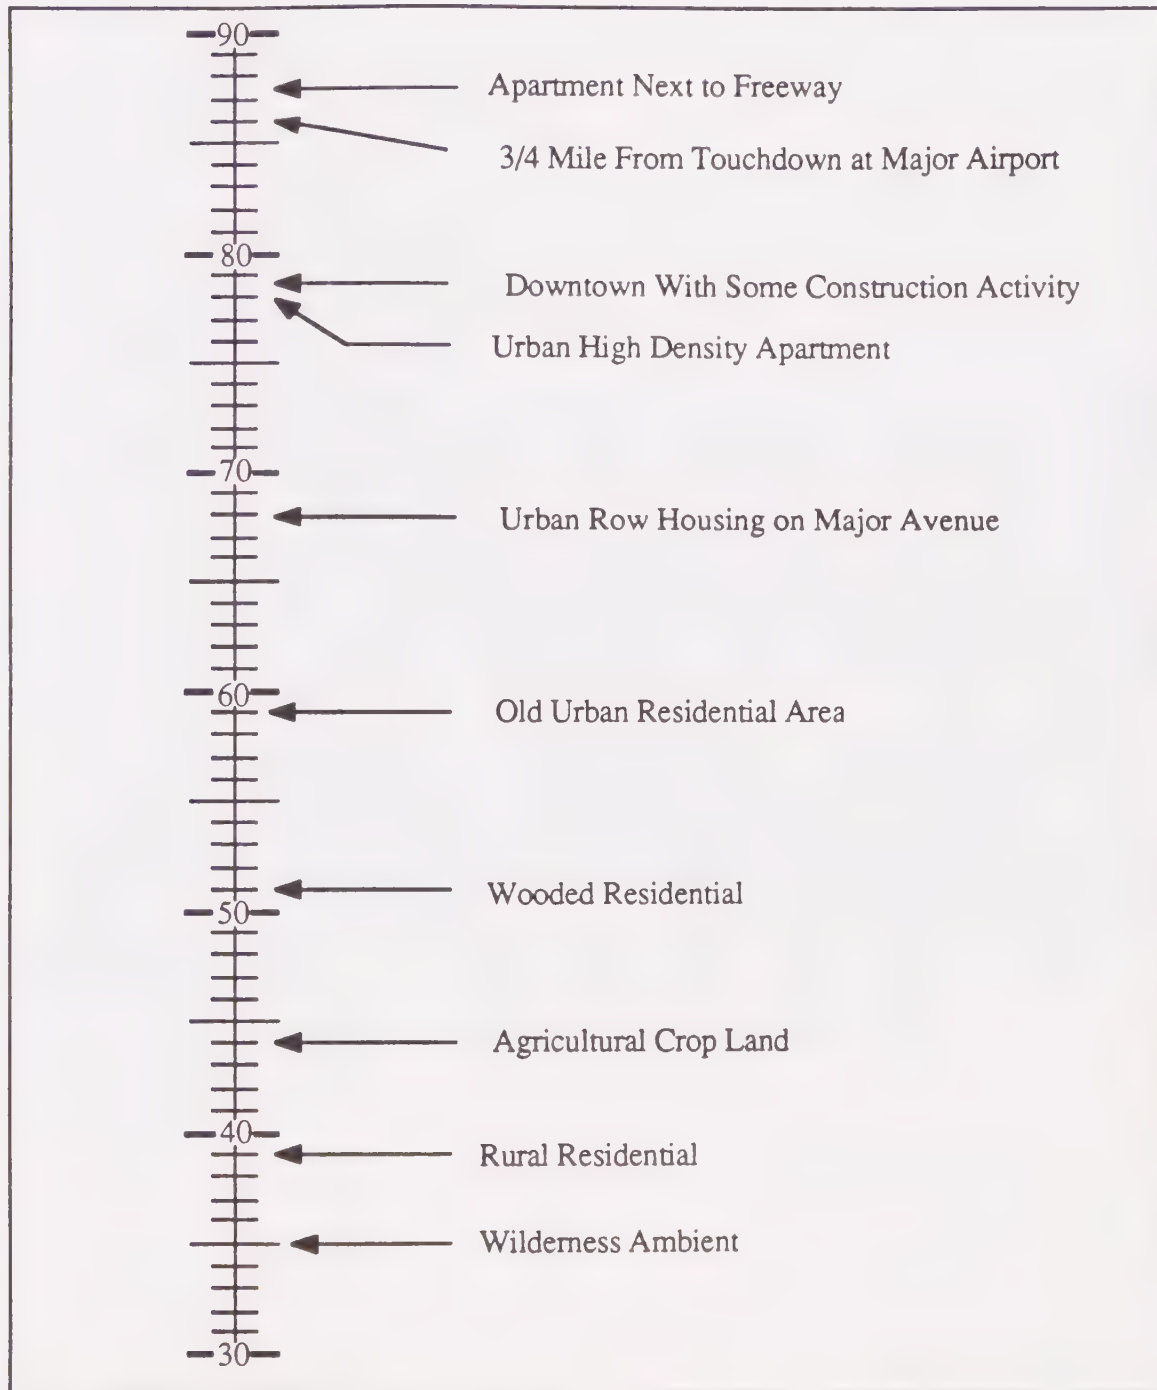 90
Apartment Next to Freeway
3/4 Mile From Touchdown at Major Airport
80
Downtown With Some Construction Activity
Urban High Density Apartment
70
Urban Row Housing on Major Avenue
60
Old Urban Residential Area
Wooded Residential
50
Agricultural Crop Land
40
Rural Residential
Wilderness Ambient
30